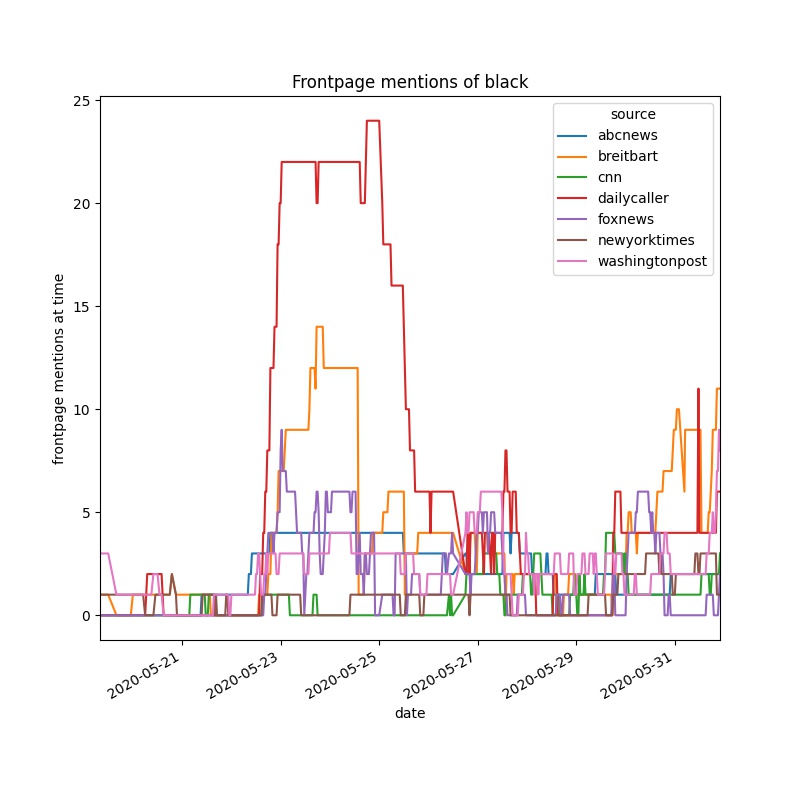 Frontpage mentions of black
source
abcnews
breitbart
cnn
dailycaller
foxnews
newyorktimes
washingtonpost
frontpage mentions at time
25
20
15
10
5
0
2020-05-21
2020-05-23
2020-05-25
2020-05-27
2020-05-29
2020-05-31
date